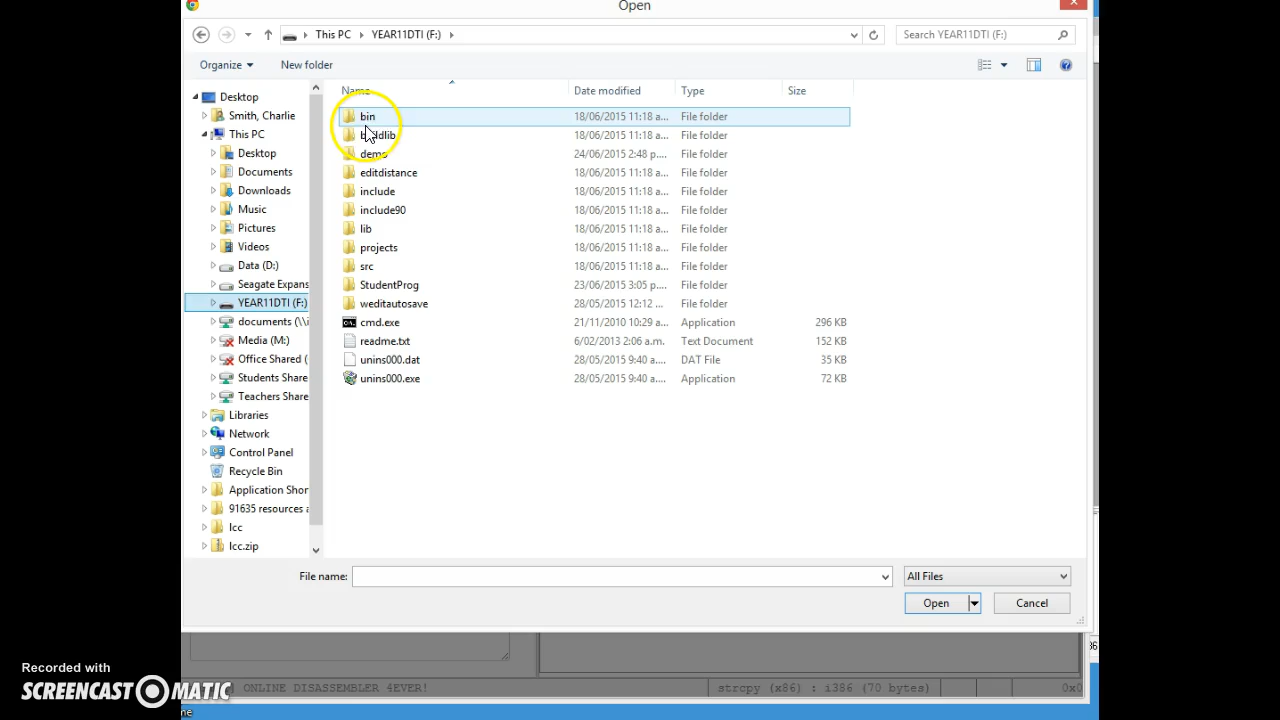 Open
This PC YEAR11DTI (F:) Search YEAR11DTI (F:)
Organize New folder
Name Date modified Type Size
Desktop
Smith, Charlie
This PC
Desktop
Documents
Downloads
Music
Pictures
Videos
Data (D:)
Seagate Expans
YEAR11DTI (F:)
documents (\\i
Media (M:)
Office Shared (
Students Share
Teachers Share
Libraries
Network
Control Panel
Recycle Bin
Application Shor
91635 resources a
lcc
lcc.zip
bin 18/06/2015 11:18 a... File folder
buildlib 18/06/2015 11:18 a... File folder
demo 24/06/2015 2:48 p.... File folder
editdistance 18/06/2015 11:18 a... File folder
include 18/06/2015 11:18 a... File folder
include90 18/06/2015 11:18 a... File folder
lib 18/06/2015 11:18 a... File folder
projects 18/06/2015 11:18 a... File folder
src 18/06/2015 11:18 a... File folder
StudentProg 23/06/2015 3:05 p.... File folder
weditautosave 28/05/2015 12:12 ... File folder
cmd.exe 21/11/2010 10:29 a... Application 296 KB
readme.txt 6/02/2013 2:06 a.m. Text Document 152 KB
unins000.dat 28/05/2015 9:40 a.... DAT File 35 KB
unins000.exe 28/05/2015 9:40 a.... Application 72 KB
File name: All Files
Open Cancel
ONLINE DISASSEMBLER 4EVER! strcpy (x86) : i386 (70 bytes) 0x0
Recorded with
SCREENCAST O MATIC